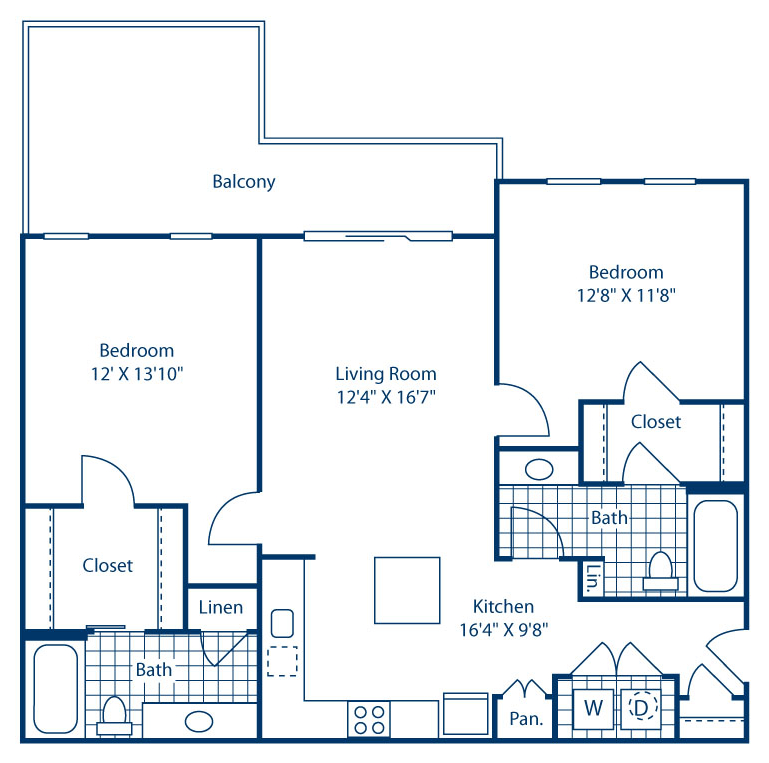 Balcony
Bedroom
12'8" X 11'8"
Bedroom
12' X 13'10"
Living Room
12'4" X 16'7"
Closet
Bath
Closet
Lin.
Linen
Kitchen
16'4" X 9'8"
Bath
W
D
Pan.